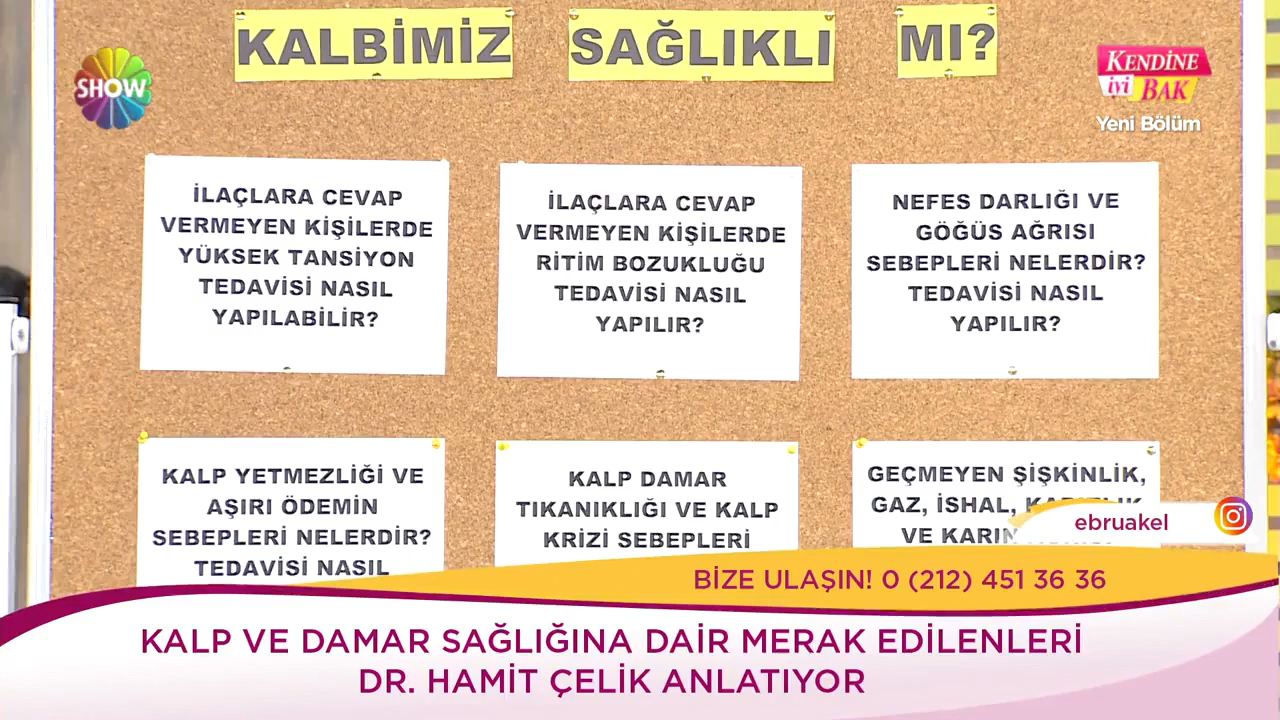 KALBİMİZ SAĞLIKLI MI?
SHOW
KENDİNE
iyi BAK
Yeni Bölüm
İLAÇLARA CEVAP
VERMEYEN KİŞİLERDE
YÜKSEK TANSİYON
TEDAVİSİ NASIL
YAPILABİLİR?
İLAÇLARA CEVAP
VERMEYEN KİŞİLERDE
RİTİM BOZUKLUĞU
TEDAVİSİ NASIL
YAPILIR?
NEFES DARLIĞI VE
GÖĞÜS AĞRISI
SEBEPLERİ NELERDİR?
TEDAVİSİ NASIL
YAPILIR?
KALP YETMEZLİĞİ VE
AŞIRI ÖDEMİN
SEBEPLERİ NELERDİR?
TEDAVİSİ NASIL
KALP DAMAR
TIKANIKLIĞI VE KALP
KRİZİ SEBEPLERİ
GEÇMEYEN ŞİŞKİNLİK,
GAZ, İSHAL,
VE KARIN
ebruakel
BİZE ULAŞIN! 0 (212) 451 36 36
KALP VE DAMAR SAĞLIĞINA DAİR MERAK EDİLENLERİ
DR. HAMİT ÇELİK ANLATIYOR